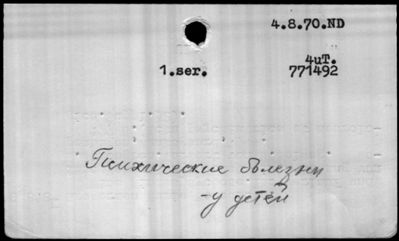 4.8.70.ND
1.ser.
4uT.
771492
Психические болезни
-у детей